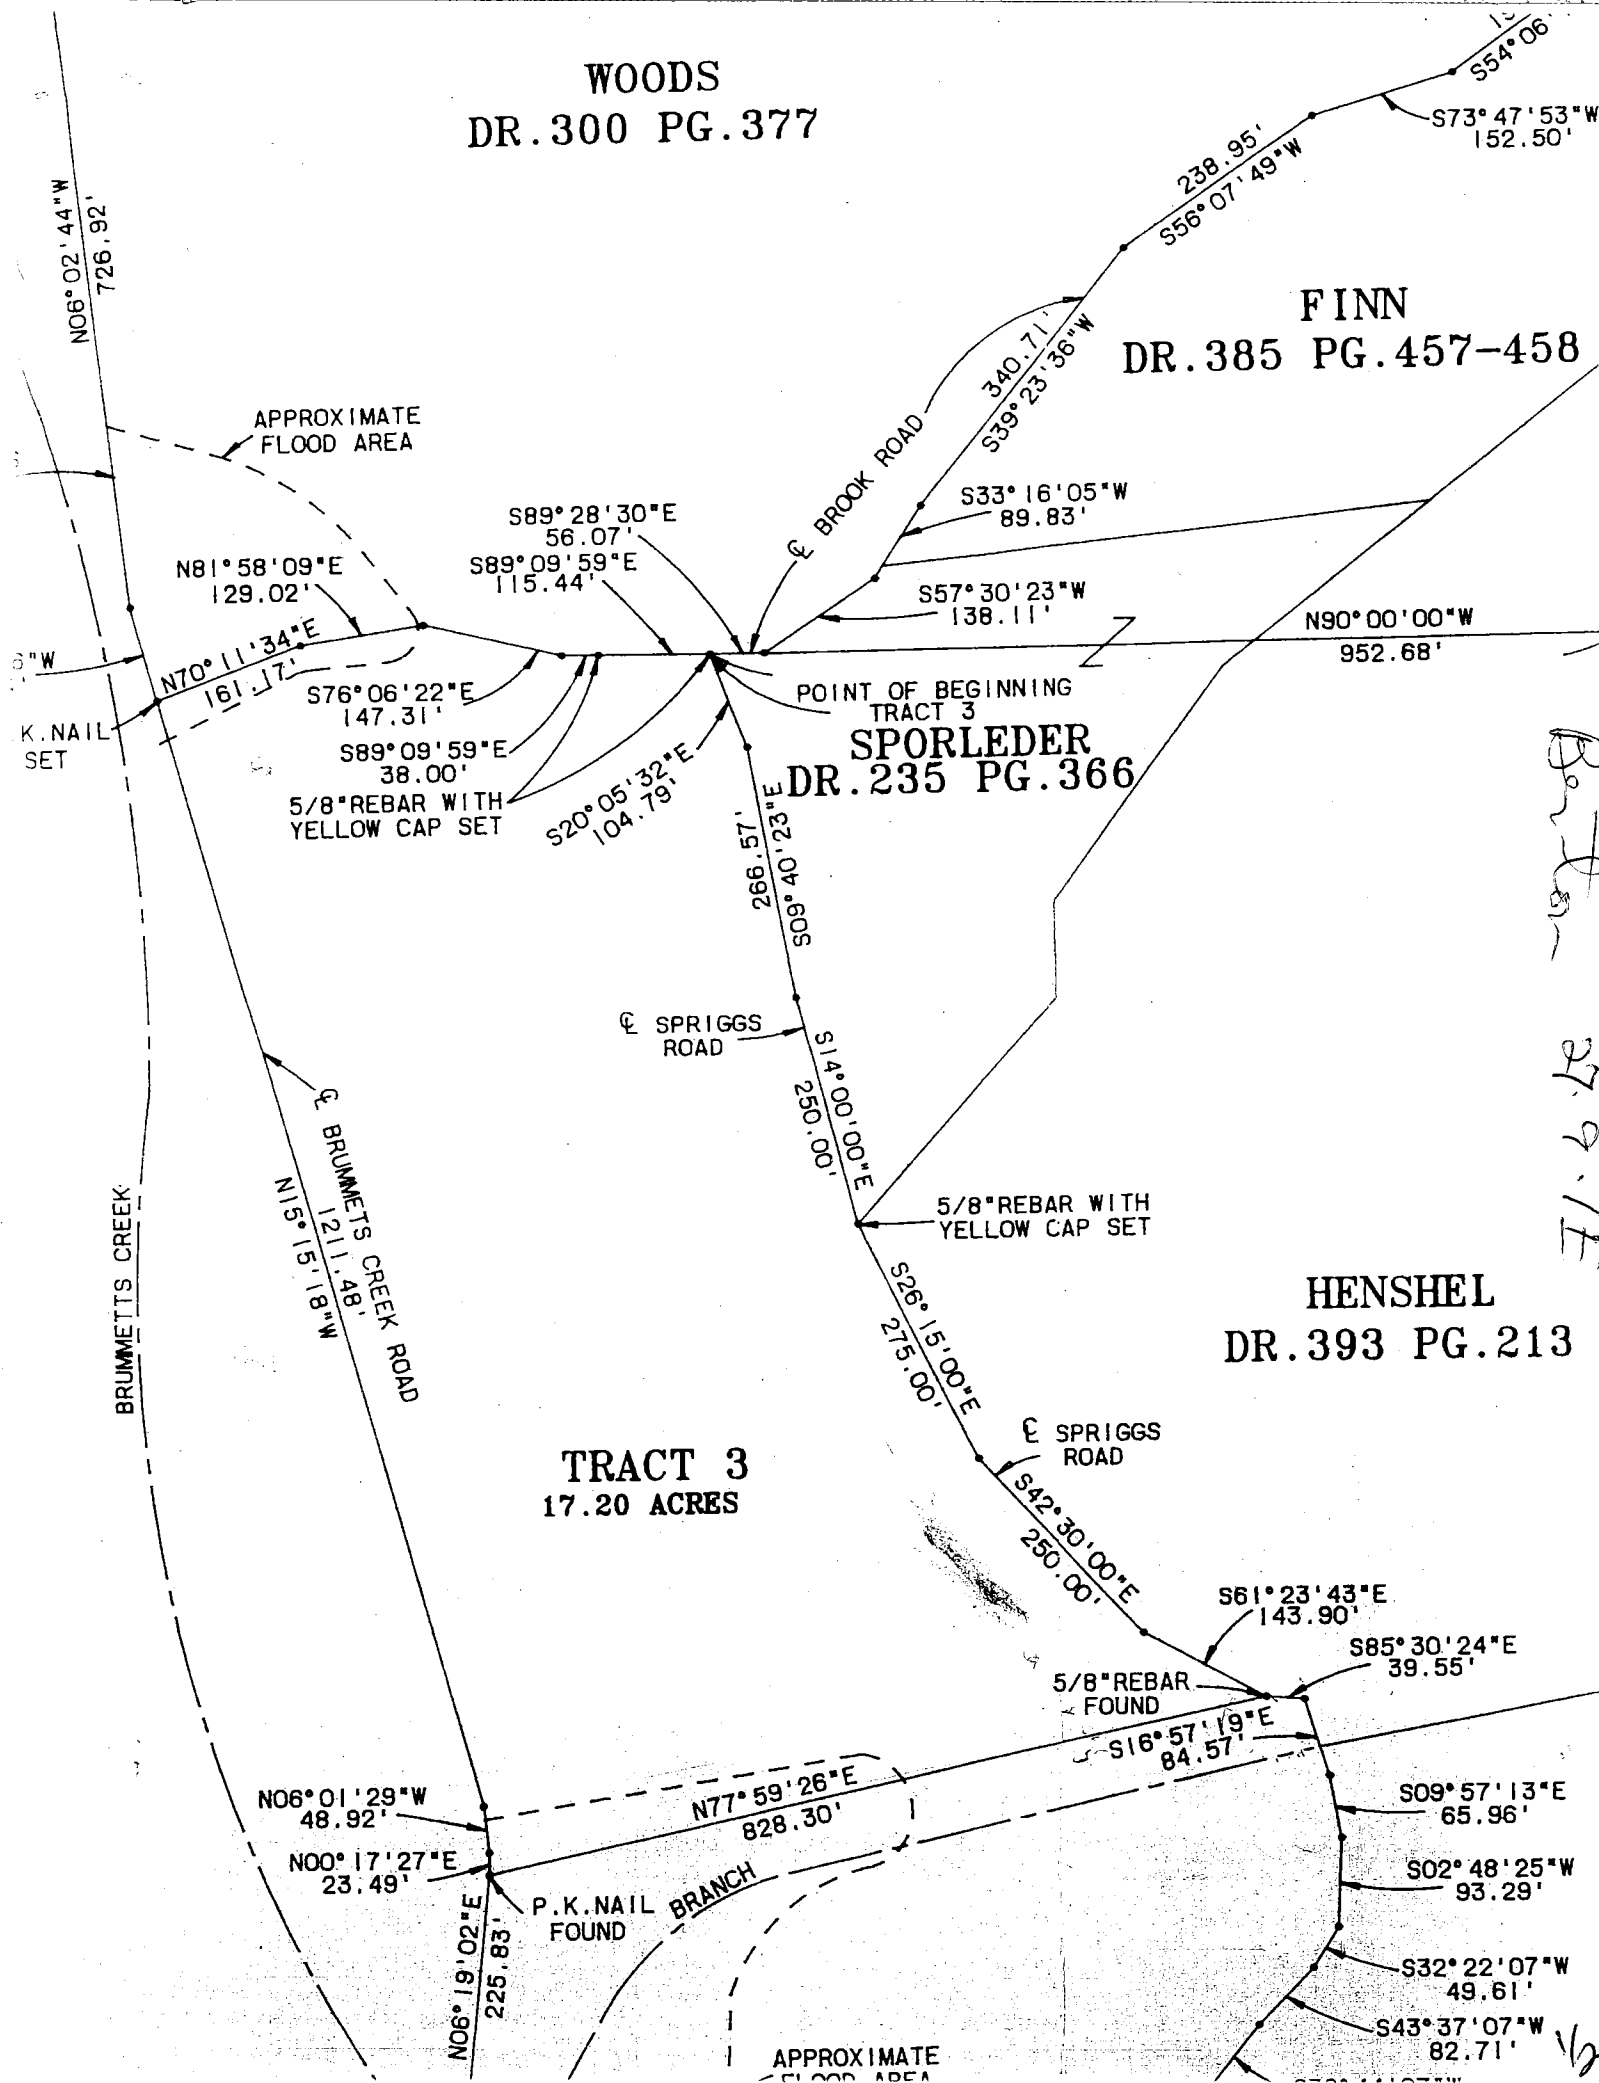 WOODS
DR.300 PG.377
S54°06'
S73°47'53"W
152.50'
238.95'
S56°07'49"W
N06°02'44"W
726.92'
FINN
DR.385 PG.457-458
340.71'
S39°23'36"W
APPROXIMATE
FLOOD AREA
℄ BROOK ROAD
S33°16'05"W
89.83'
S89°28'30"E
56.07'
S89°09'59"E
115.44'
N81°58'09"E
129.02'
S57°30'23"W
138.11'
N90°00'00"W
952.68'
N70°11'34"E
161.17'
6"W
S76°06'22"E
147.31'
POINT OF BEGINNING
TRACT 3
K.NAIL
SET
S89°09'59"E
38.00'
SPORLEDER
DR.235 PG.366
5/8"REBAR WITH
YELLOW CAP SET
S20°05'32"E
104.79'
266.57'
S09°40'23"E
℄ SPRIGGS
ROAD
S14°00'00"E
250.00'
℄ BRUMMETS CREEK ROAD
1211.48'
N15°15'18"W
BRUMMETTS CREEK
27.9.1E
5/8"REBAR WITH
YELLOW CAP SET
S26°15'00"E
275.00'
HENSHEL
DR.393 PG.213
℄ SPRIGGS
ROAD
TRACT 3
17.20 ACRES
S42°30'00"E
250.00'
S61°23'43"E
143.90'
S85°30'24"E
39.55'
5/8"REBAR
FOUND
S16°57'19"E
84.57'
N06°01'29"W
48.92'
N77°59'26"E
828.30'
S09°57'13"E
65.96'
N00°17'27"E
23.49'
S02°48'25"W
93.29'
P.K.NAIL
FOUND
BRANCH
N06°19'02"E
225.83'
S32°22'07"W
49.61'
S43°37'07"W
82.71'
APPROXIMATE
FLOOD AREA